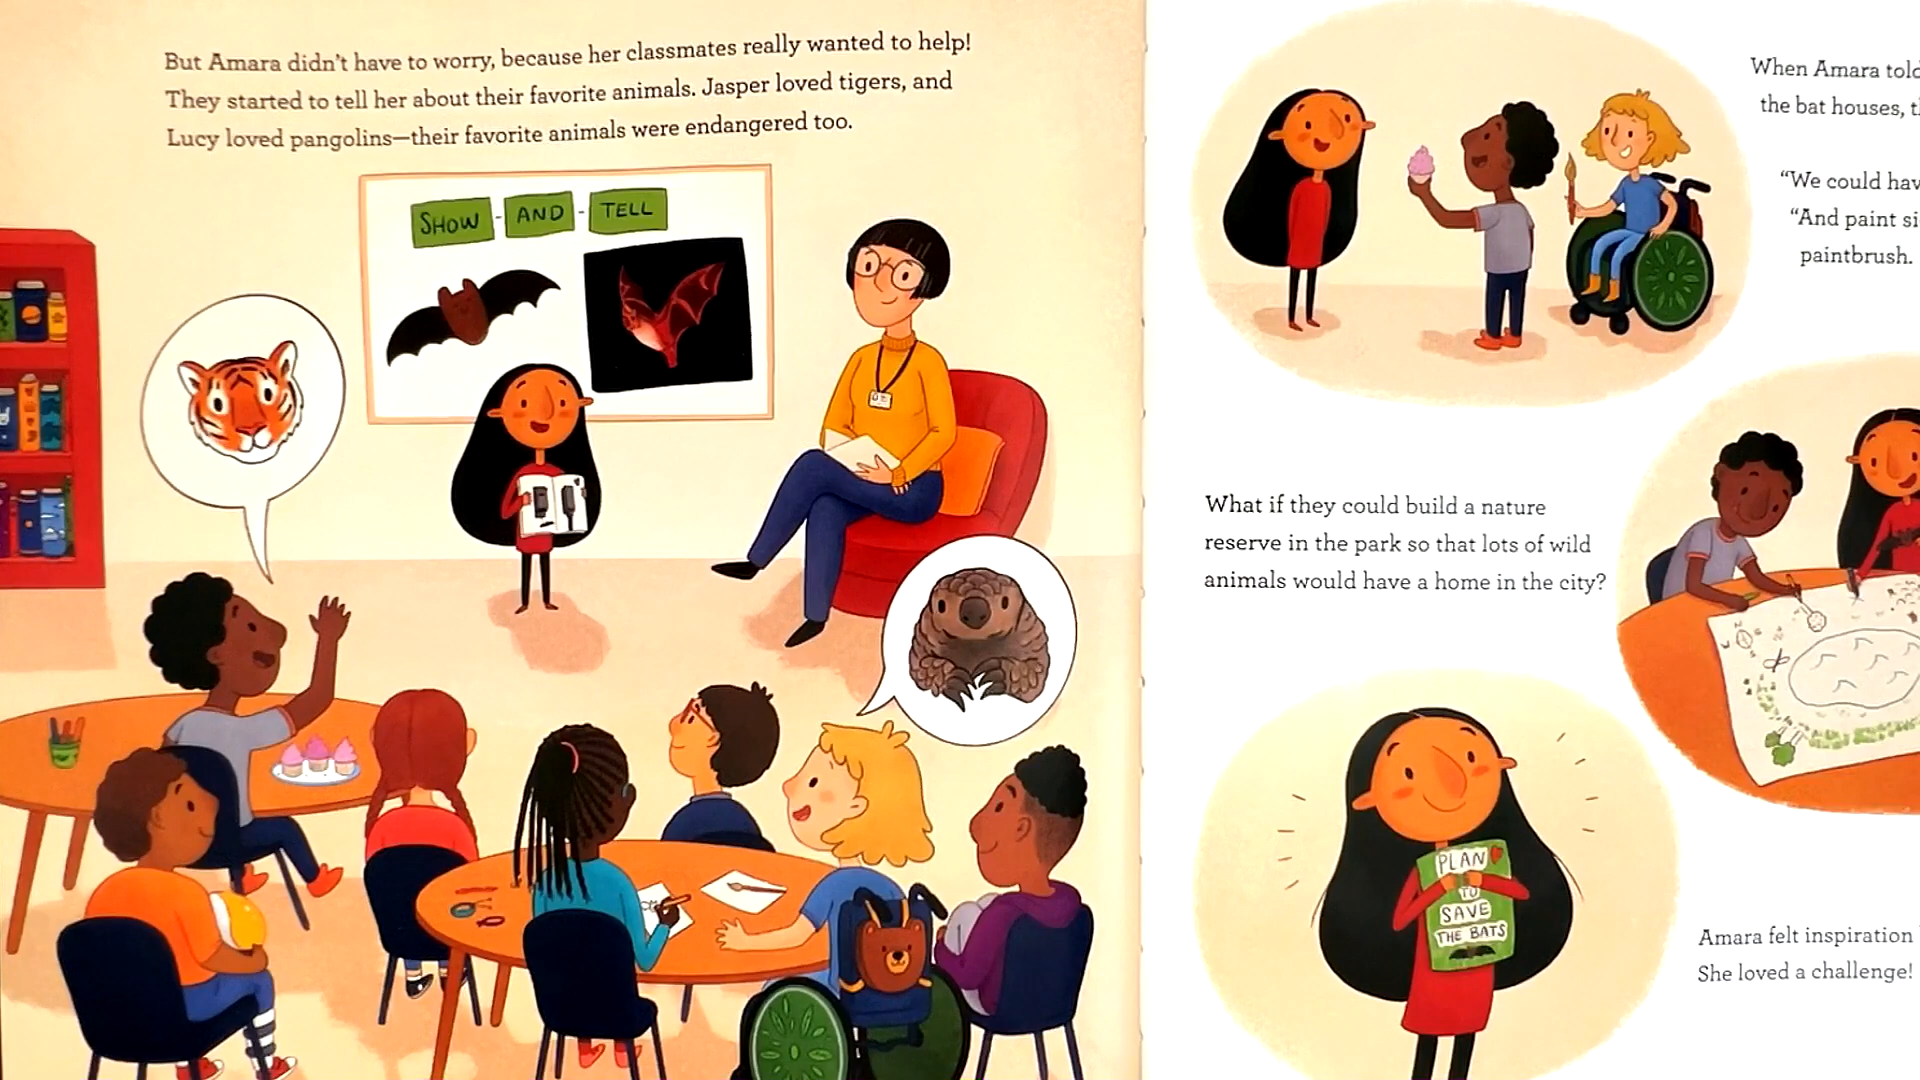 But Amara didn't have to worry, because her classmates really wanted to help!
They started to tell her about their favorite animals. Jasper loved tigers, and
Lucy loved pangolins—their favorite animals were endangered too.
SHOW - AND - TELL
When Amara told
the bat houses,
"We could
"And paint
paintbrush.
What if they could build a nature
reserve in the park so that lots of wild
animals would have a home in the city?
PLAN
TO
SAVE
THE BATS
Amara felt inspiration
She loved a challenge!